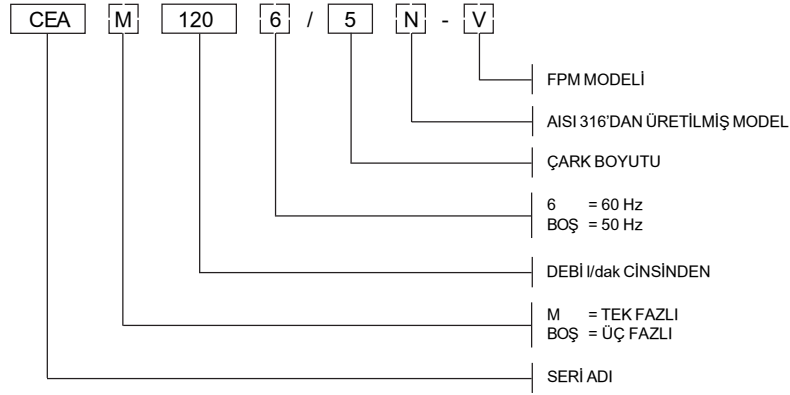 CEA M 120 6 / 5 N - V
FPM MODELİ
AISI 316'DAN ÜRETİLMİŞ MODEL
ÇARK BOYUTU
6 = 60 Hz
BOŞ = 50 Hz
DEBİ l/dak CİNSİNDEN
M = TEK FAZLI
BOŞ = ÜÇ FAZLI
SERİ ADI